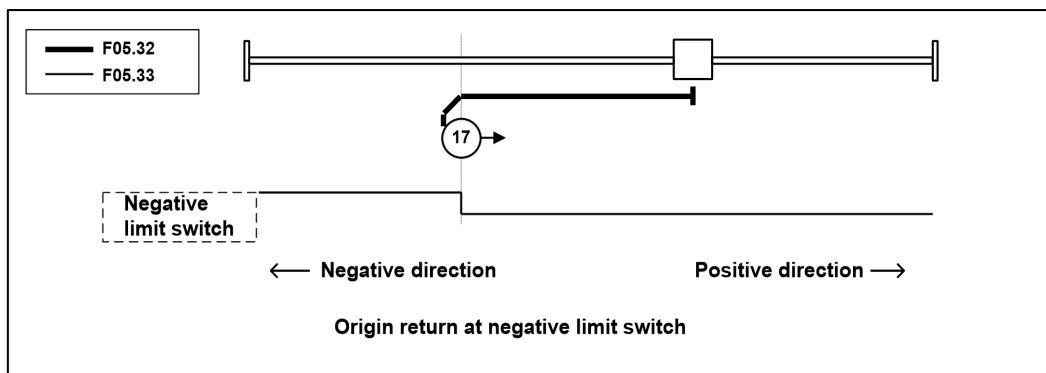 F05.32
F05.33
17
Negative
limit switch
Negative direction
Positive direction
Origin return at negative limit switch